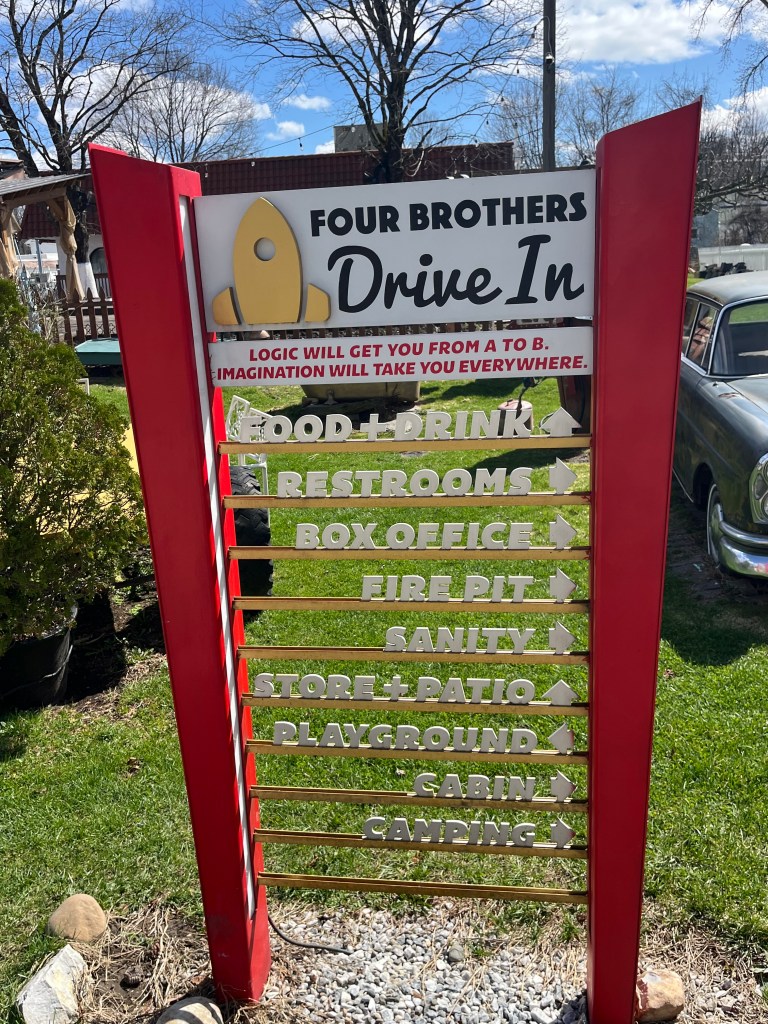 FOUR BROTHERS
Drive In
LOGIC WILL GET YOU FROM A TO B.
IMAGINATION WILL TAKE YOU EVERYWHERE.
FOOD + DRINK
RESTROOMS
BOX OFFICE
FIRE PIT
SANITY
STORE + PATIO
PLAYGROUND
CABIN
CAMPING